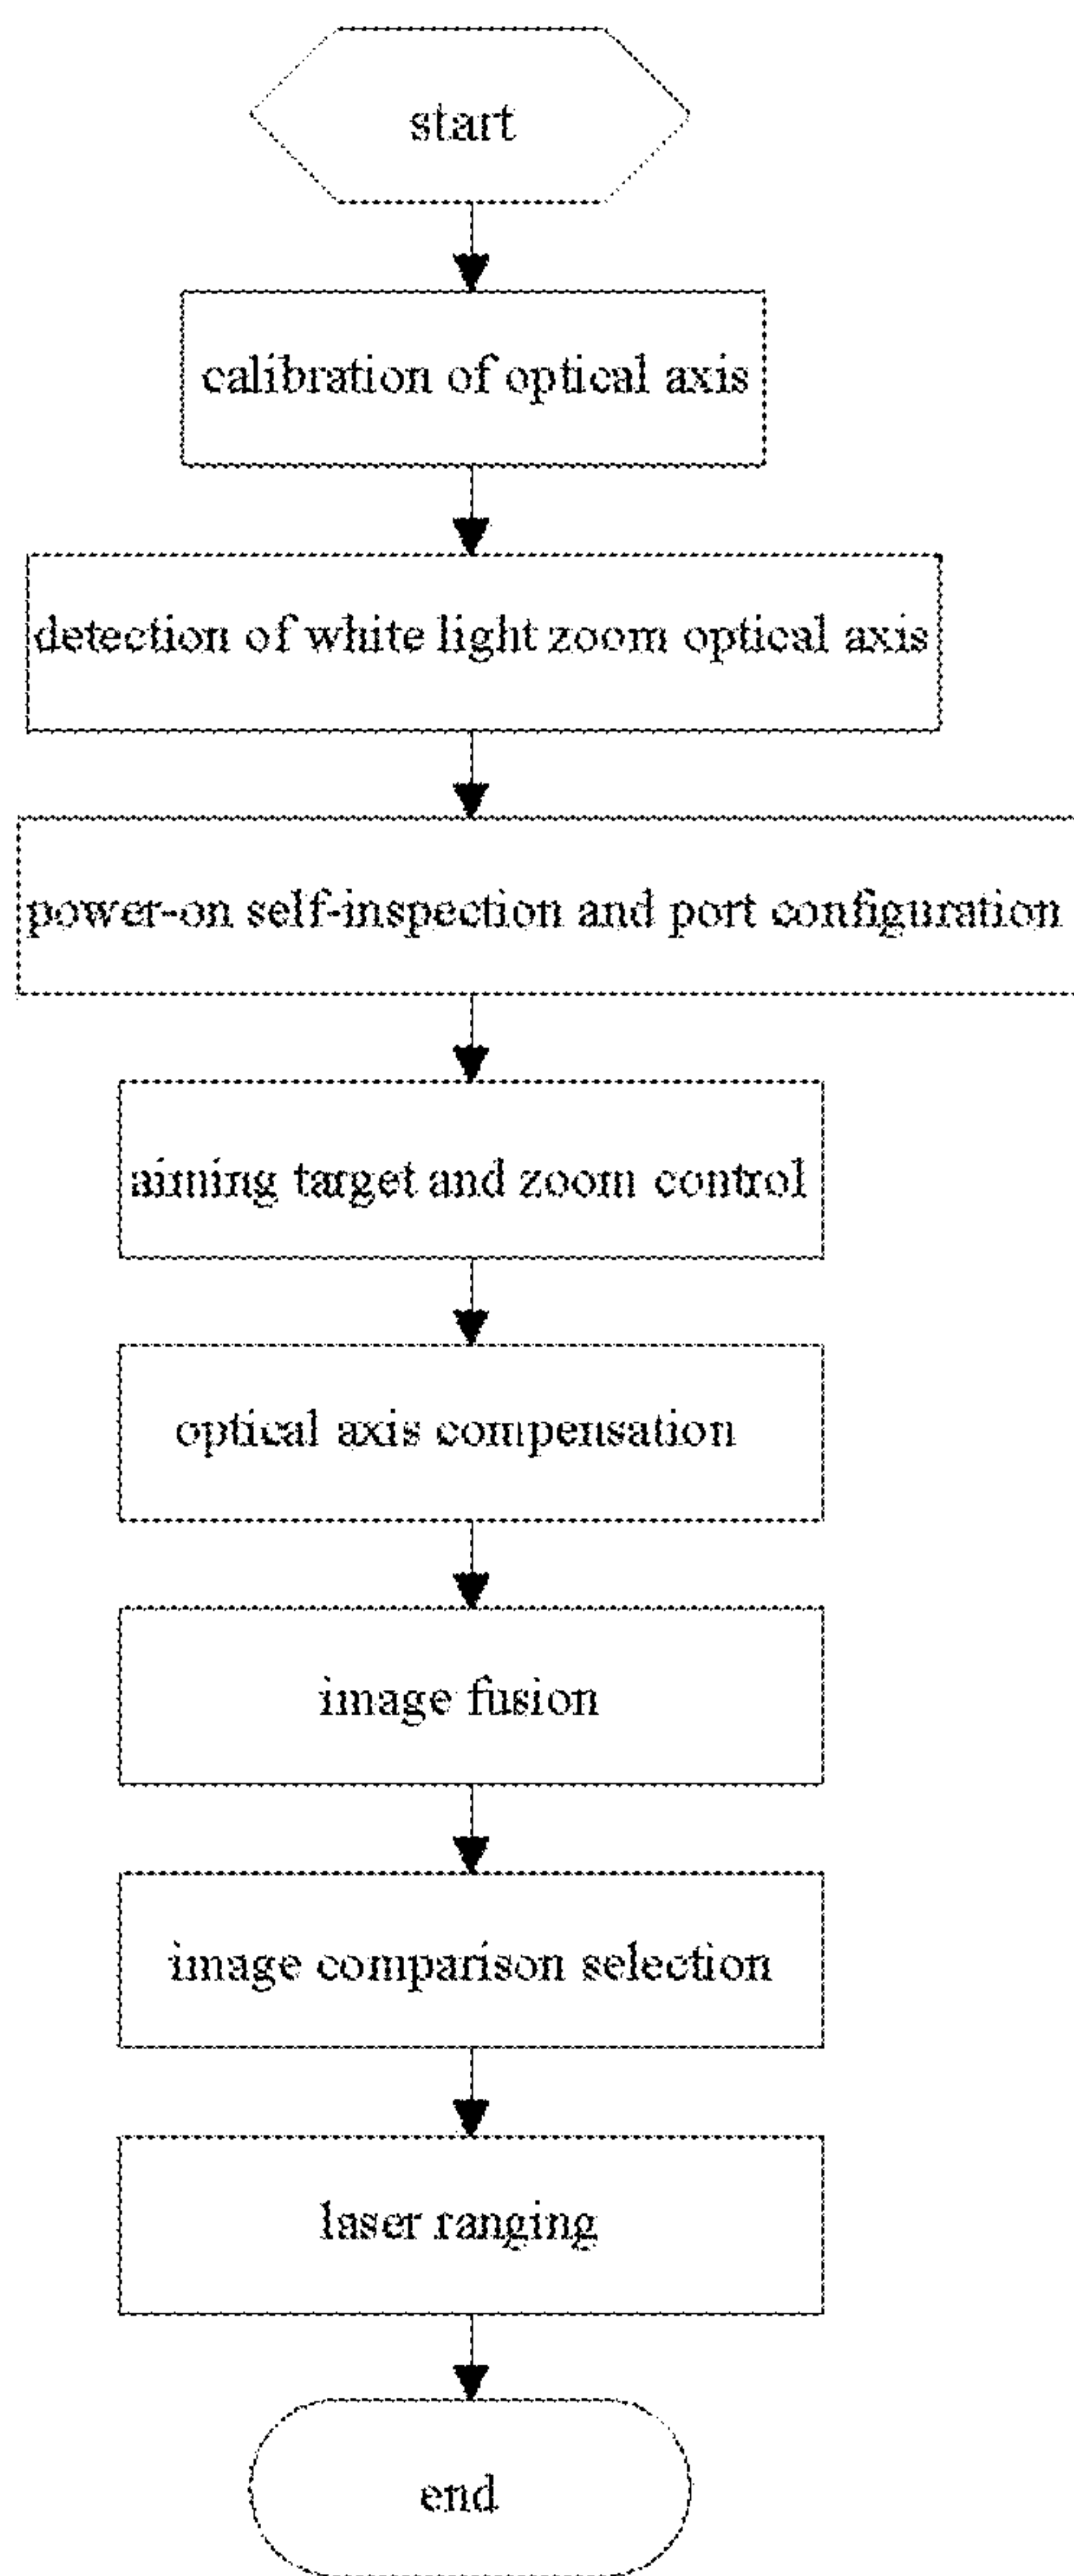 start
calibration of optical axis
detection of white light zoom optical axis
power-on self-inspection and port configuration
aiming target and zoom control
optical axis compensation
image fusion
image comparison selection
laser ranging
end